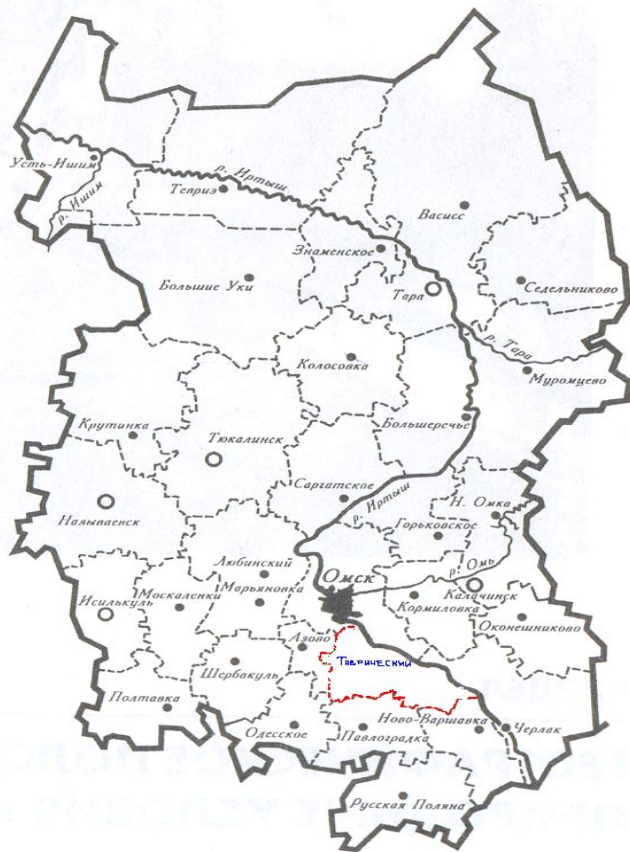 Усть-Ишим
р. Ишим
Тевриз
р. Иртыш
Васисс
Знаменское
Большие Уки
Тара
Седельниково
р. Тара
Колосовка
Муромцево
Крутинка
Тюкалинск
Большеречье
Саргатское
р. Иртыш
Н. Омка
Называевск
Горьковское
р. Омь
Любинский
Омск
Марьяновка
Москаленки
Исилькуль
Калачинск
Кормиловка
Оконешниково
Азово
Таврический
Шербакуль
Полтавка
Одесское
Ново-Варшавка
Черлак
Павлоградка
Русская Поляна